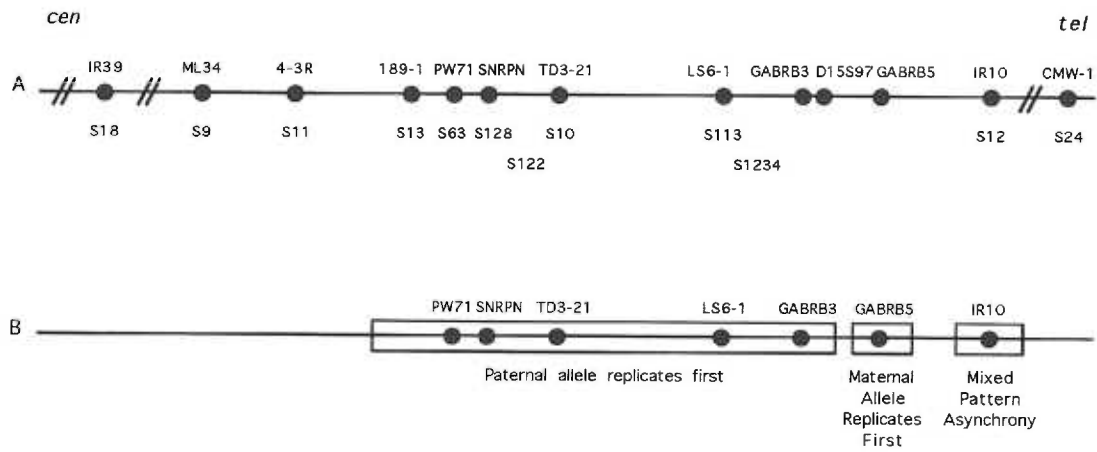 cen tel
IR39 ML34 4-3R 189-1 PW71 SNRPN TD3-21 LS6-1 GABRB3 D15S97 GABRB5 IR10 CMW-1
A
S18 S9 S11 S13 S63 S128 S10 S113 S12 S24
S122 S1234
PW71 SNRPN TD3-21 LS6-1 GABRB3 GABRB5 IR10
B
Paternal allele replicates first
Maternal
Allele
Replicates
First
Mixed
Pattern
Asynchrony